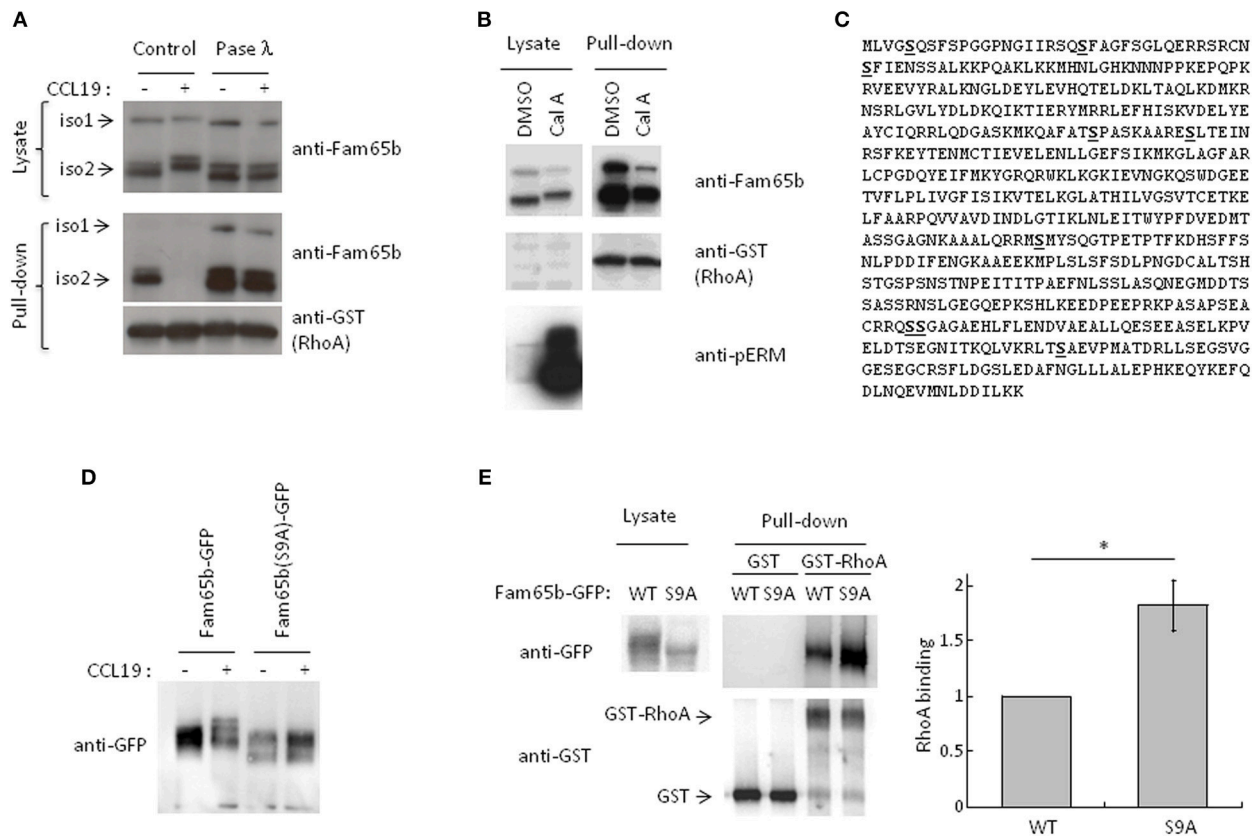 A
Control Pase λ
CCL19 : - + - +
Lysate
iso1
iso2
anti-Fam65b
Pull-down
iso1
iso2
anti-Fam65b
anti-GST
(RhoA)
B
Lysate Pull-down
DMSO Cal A DMSO Cal A
anti-Fam65b
anti-GST
(RhoA)
anti-pERM
C
MLVGSQSFSPGGPNGIIRSQSFAGFSGLQERRSRCN
SFIENSSALKKPQAKLKKMHNLGHKNNNPPKEPQPK
RVEEVYRALKNGLDEYLEVHQTELDKLTAQLKDMKR
NSRLGVLYDLDKQIKTIERYMRRLEFHISKVDELYE
AYCIQRRLQDGASKMKQAFATSPASKAARESLTEIN
RSFKEYTENMCTIEVELENLLGEFSIKMKGLAGFAR
LCPGDQYEIFMKYGRQRWKLKGKIEVNGKQSWDGEE
TVFLPLIVGFISIKVTELKGLATHILVGSVTCETKE
LFAARPQVVAVDINDLGTIKLNLEITWYPFDVEDMT
ASSGAGNKAAALQRRMSMYSQGTPETPTFKDHSFFS
NLPDDIFENGKAAEEKMPLSLSFSDLPNGDCALTSH
STGSPSNSTNPEITITPAEFNLSSLASQNEGMDDTS
SASSRNSLGEGQEPKSHLKEEDPEEPRKPASAPSEA
CRRQSSGAGAEHLFLENDVAEALLQESEEASELKPV
ELDTSEGNITKQLVKRLTSAEVPMATDRLLSEGSVG
GESEGCRSFLDGSLEDAFNGLLLALEPHKEQYKEFQ
DLNQEVMNLDDILKK
D
Fam65b-GFP Fam65b(S9A)-GFP
CCL19 : - + - +
anti-GFP
E
Lysate Pull-down
GST GST-RhoA
Fam65b-GFP: WT S9A WT S9A WT S9A
anti-GFP
GST-RhoA
anti-GST
GST
*
RhoA binding
2
1.5
1
0.5
0
WT S9A